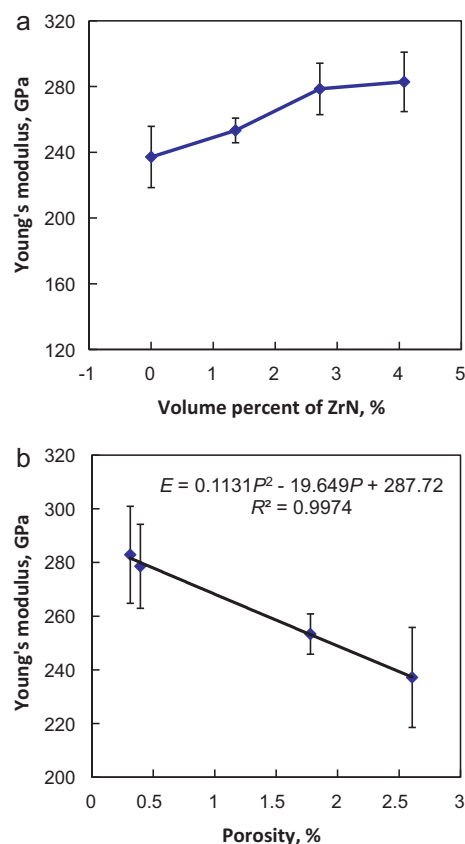 a
320
280
240
200
160
120
-1 0 1 2 3 4 5
Young's modulus, GPa
Volume percent of ZrN, %
b
320
300
280
260
240
220
200
0 0.5 1 1.5 2 2.5 3
Young's modulus, GPa
E = 0.1131P² - 19.649P + 287.72
R² = 0.9974
Porosity, %